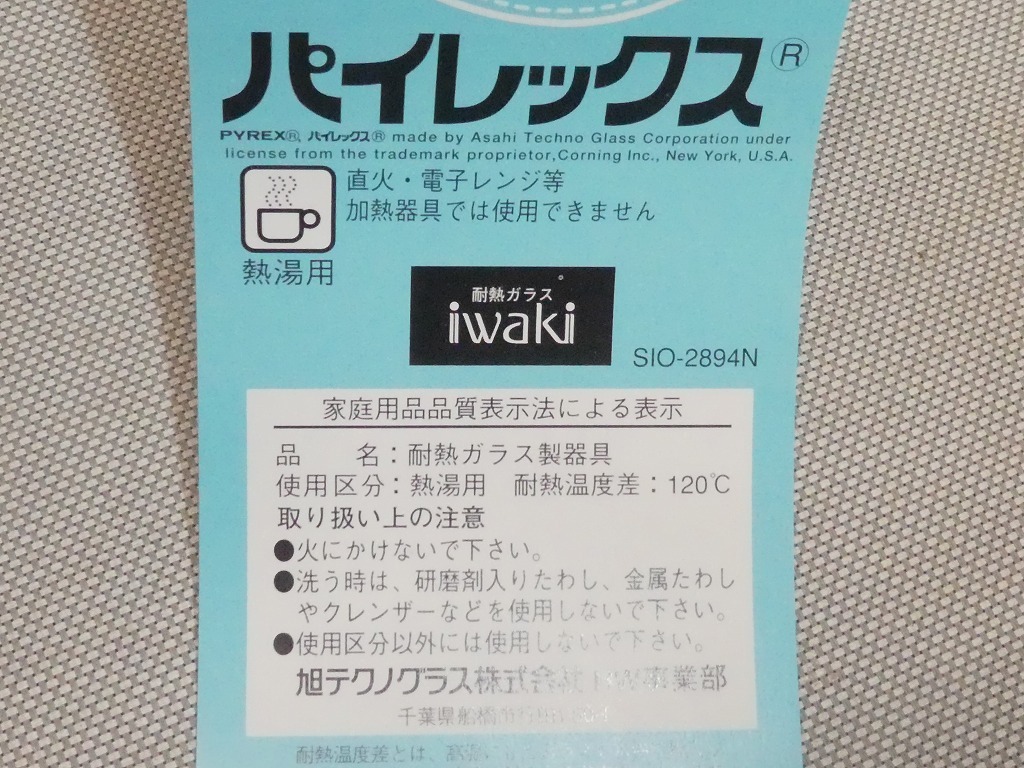 パイレックス®
PYREX®, パイレックス® made by Asahi Techno Glass Corporation under
license from the trademark proprietor,Corning Inc., New York, U.S.A.
直火・電子レンジ等
加熱器具では使用できません
熱湯用
耐熱ガラス
iwaki
SIO-2894N
家庭用品品質表示法による表示
品　　名：耐熱ガラス製器具
使用区分：熱湯用　耐熱温度差：120℃
取り扱い上の注意
●火にかけないで下さい。
●洗う時は、研磨剤入りたわし、金属たわし
やクレンザーなどを使用しないで下さい。
●使用区分以外には使用しないで下さい。
旭テクノグラス株式会社 事業部
千葉県船橋市行田
耐熱温度差とは、